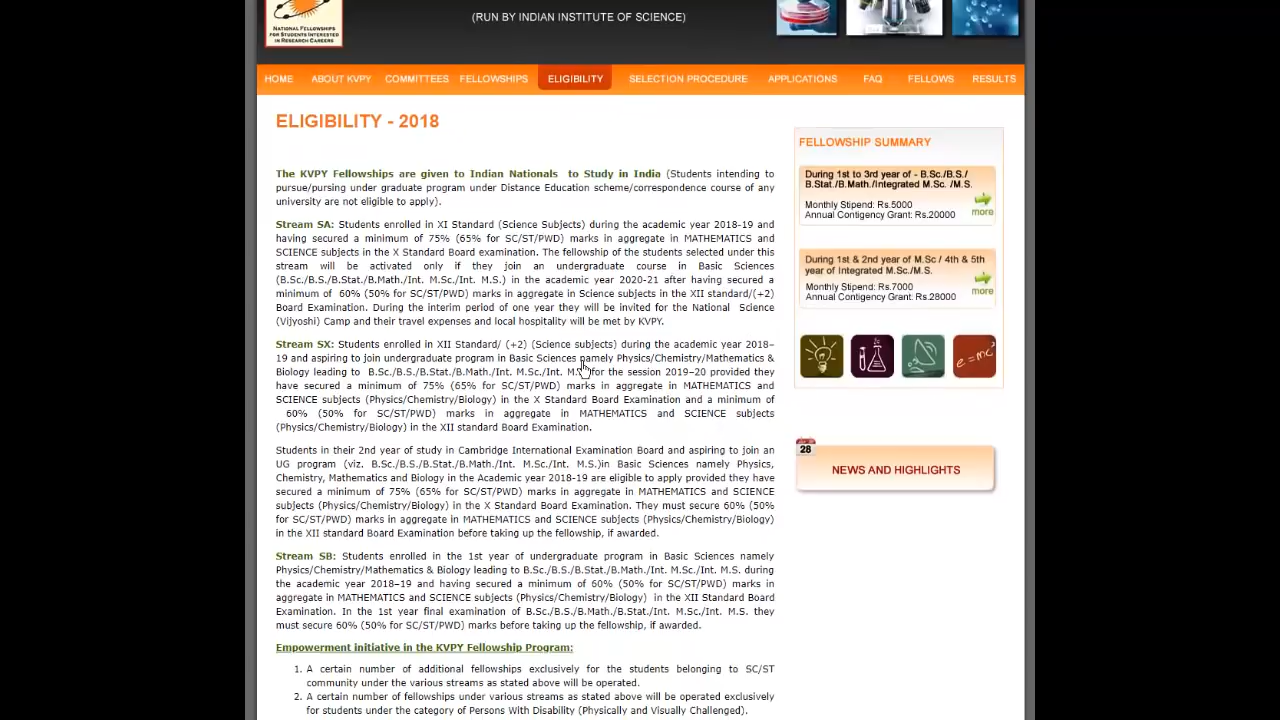 (RUN BY INDIAN INSTITUTE OF SCIENCE)
NATIONAL FELLOWSHIPS
FOR STUDENTS INTERESTED
IN RESEARCH CAREERS
HOME ABOUT KVPY COMMITTEES FELLOWSHIPS ELIGIBILITY SELECTION PROCEDURE APPLICATIONS FAQ FELLOWS RESULTS
ELIGIBILITY - 2018
The KVPY Fellowships are given to Indian Nationals to Study in India (Students intending to
pursue/pursing under graduate program under Distance Education scheme/correspondence course of any
university are not eligible to apply).
Stream SA: Students enrolled in XI Standard (Science Subjects) during the academic year 2018-19 and
having secured a minimum of 75% (65% for SC/ST/PWD) marks in aggregate in MATHEMATICS and
SCIENCE subjects in the X Standard Board examination. The fellowship of the students selected under this
stream will be activated only if they join an undergraduate course in Basic Sciences
(B.Sc./B.S./B.Stat./B.Math./Int. M.Sc./Int. M.S.) in the academic year 2020-21 after having secured a
minimum of 60% (50% for SC/ST/PWD) marks in aggregate in Science subjects in the XII standard/(+2)
Board Examination. During the interim period of one year they will be invited for the National Science
(Vijyoshi) Camp and their travel expenses and local hospitality will be met by KVPY.
Stream SX: Students enrolled in XII Standard/ (+2) (Science subjects) during the academic year 2018–
19 and aspiring to join undergraduate program in Basic Sciences namely Physics/Chemistry/Mathematics &
Biology leading to B.Sc./B.S./B.Stat./B.Math./Int. M.Sc./Int. M.S. for the session 2019–20 provided they
have secured a minimum of 75% (65% for SC/ST/PWD) marks in aggregate in MATHEMATICS and
SCIENCE subjects (Physics/Chemistry/Biology) in the X Standard Board Examination and a minimum of
60% (50% for SC/ST/PWD) marks in aggregate in MATHEMATICS and SCIENCE subjects
(Physics/Chemistry/Biology) in the XII standard Board Examination.
Students in their 2nd year of study in Cambridge International Examination Board and aspiring to join an
UG program (viz. B.Sc./B.S./B.Stat./B.Math./Int. M.Sc./Int. M.S.)in Basic Sciences namely Physics,
Chemistry, Mathematics and Biology in the Academic year 2018-19 are eligible to apply provided they have
secured a minimum of 75% (65% for SC/ST/PWD) marks in aggregate in MATHEMATICS and SCIENCE
subjects (Physics/Chemistry/Biology) in the X Standard Board Examination. They must secure 60% (50%
for SC/ST/PWD) marks in aggregate in MATHEMATICS and SCIENCE subjects (Physics/Chemistry/Biology)
in the XII standard Board Examination before taking up the fellowship, if awarded.
Stream SB: Students enrolled in the 1st year of undergraduate program in Basic Sciences namely
Physics/Chemistry/Mathematics & Biology leading to B.Sc./B.S./B.Stat./B.Math./Int. M.Sc./Int. M.S. during
the academic year 2018–19 and having secured a minimum of 60% (50% for SC/ST/PWD) marks in
aggregate in MATHEMATICS and SCIENCE subjects (Physics/Chemistry/Biology) in the XII Standard Board
Examination. In the 1st year final examination of B.Sc./B.S./B.Math./B.Stat./Int. M.Sc./Int. M.S. they
must secure 60% (50% for SC/ST/PWD) marks before taking up the fellowship, if awarded.
Empowerment initiative in the KVPY Fellowship Program:
1. A certain number of additional fellowships exclusively for the students belonging to SC/ST
community under the various streams as stated above will be operated.
2. A certain number of fellowships under various streams as stated above will be operated exclusively
for students under the category of Persons With Disability (Physically and Visually Challenged).
FELLOWSHIP SUMMARY
During 1st to 3rd year of - B.Sc./B.S./
B.Stat./B.Math./Integrated M.Sc. /M.S.
Monthly Stipend: Rs.5000
Annual Contigency Grant: Rs.20000
more
During 1st & 2nd year of M.Sc / 4th & 5th
year of Integrated M.Sc./M.S.
Monthly Stipend: Rs.7000
Annual Contigency Grant: Rs.28000
more
e=mc²
28
NEWS AND HIGHLIGHTS